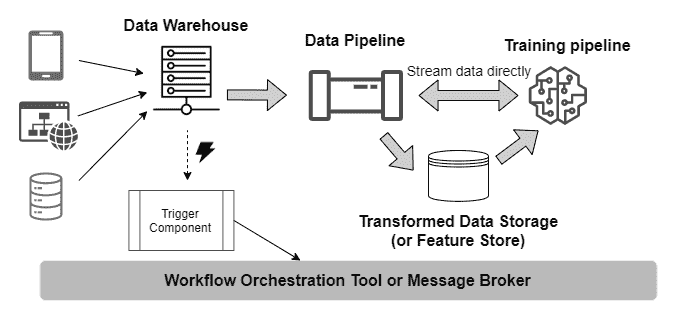 Data Warehouse
Data Pipeline
Training pipeline
Stream data directly
Trigger
Component
Transformed Data Storage
(or Feature Store)
Workflow Orchestration Tool or Message Broker